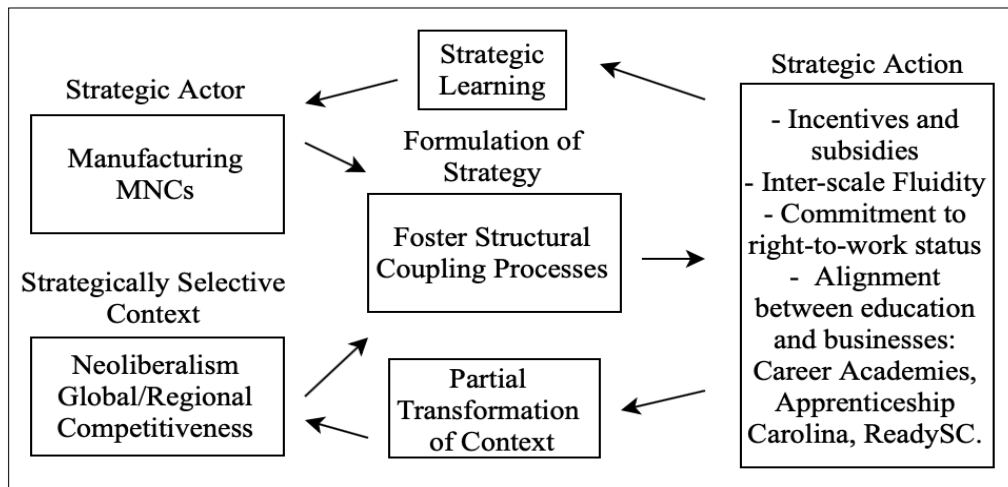 Strategic
Learning
Strategic Actor
Manufacturing
MNCs
Formulation of
Strategy
Foster Structural
Coupling Processes
Strategically Selective
Context
Neoliberalism
Global/Regional
Competitiveness
Partial
Transformation
of Context
Strategic Action
- Incentives and
subsidies
- Inter-scale Fluidity
- Commitment to
right-to-work status
- Alignment
between education
and businesses:
Career Academies,
Apprenticeship
Carolina, ReadySC.